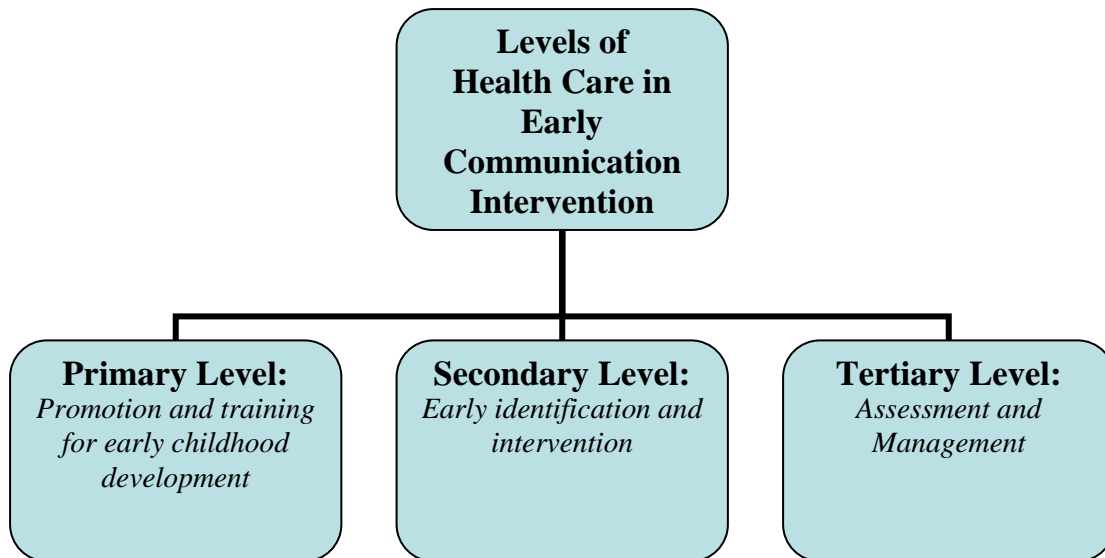 Levels of
Health Care in
Early
Communication
Intervention
Primary Level:
Promotion and training
for early childhood
development
Secondary Level:
Early identification and
intervention
Tertiary Level:
Assessment and
Management